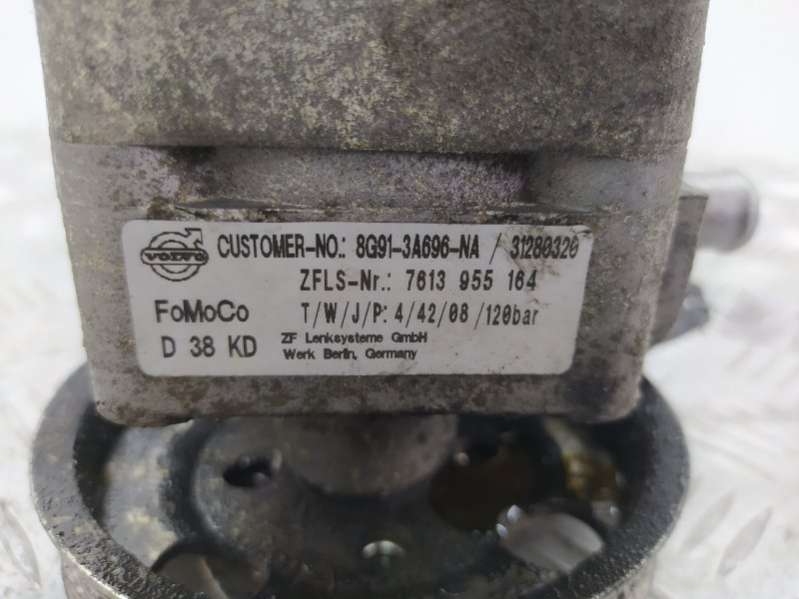 VOLVO
CUSTOMER-NO.: 8G91-3A696-NA / 31280320
ZFLS-Nr.: 7613 955 164
FoMoCo
T/W/J/P: 4/42/08/120bar
D 38 KD
ZF Lenksysteme GmbH
Werk Berlin, Germany